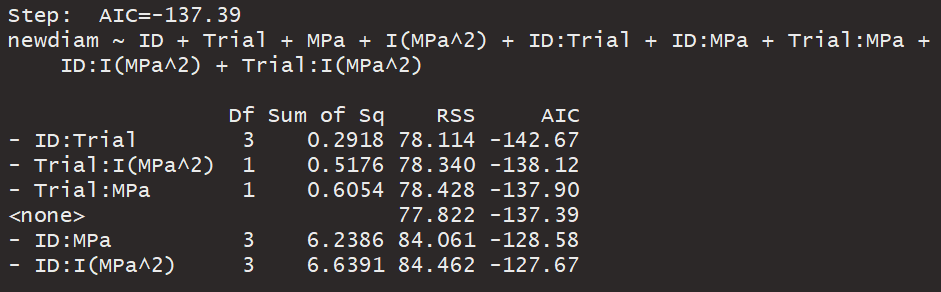 Step:  AIC=-137.39
newdiam ~ ID + Trial + MPa + I(MPa^2) + ID:Trial + ID:MPa + Trial:MPa +
    ID:I(MPa^2) + Trial:I(MPa^2)

                 Df Sum of Sq    RSS     AIC
- ID:Trial        3    0.2918 78.114 -142.67
- Trial:I(MPa^2)  1    0.5176 78.340 -138.12
- Trial:MPa       1    0.6054 78.428 -137.90
<none>                        77.822 -137.39
- ID:MPa          3    6.2386 84.061 -128.58
- ID:I(MPa^2)     3    6.6391 84.462 -127.67